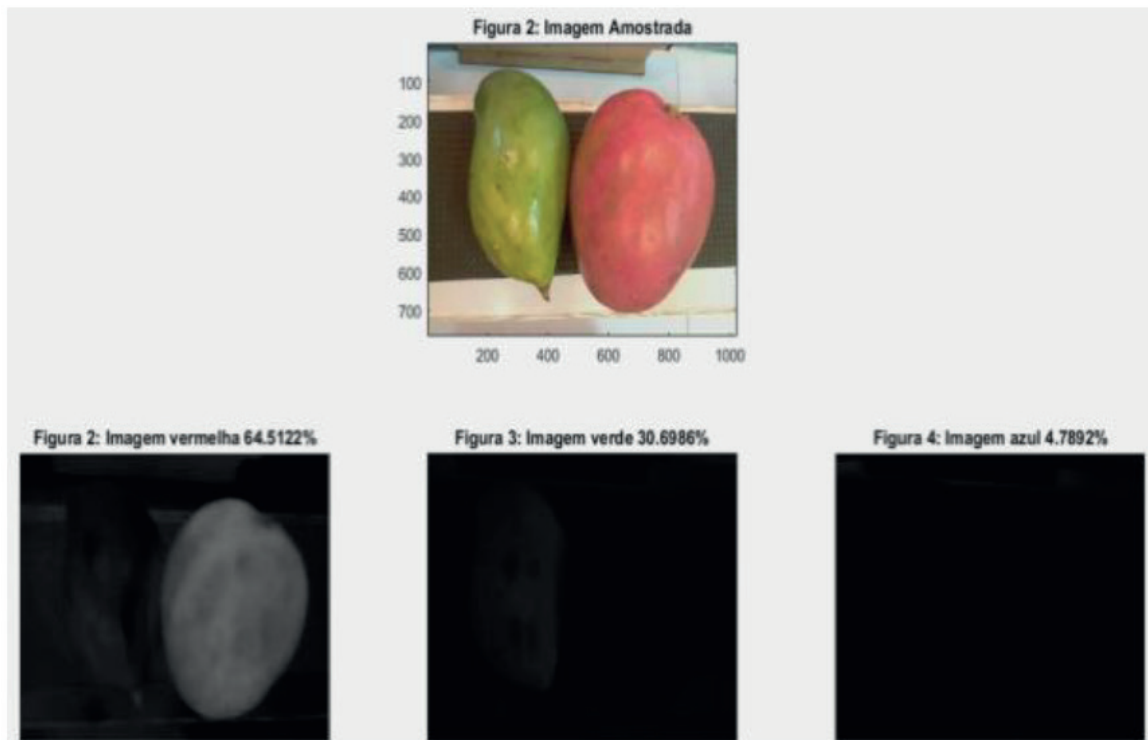 Figura 2: Imagem Amostrada
100
200
300
400
500
600
700
200 400 600 800 1000
Figura 2: Imagem vermelha 64.5122%
Figura 3: Imagem verde 30.6986%
Figura 4: Imagem azul 4.7892%